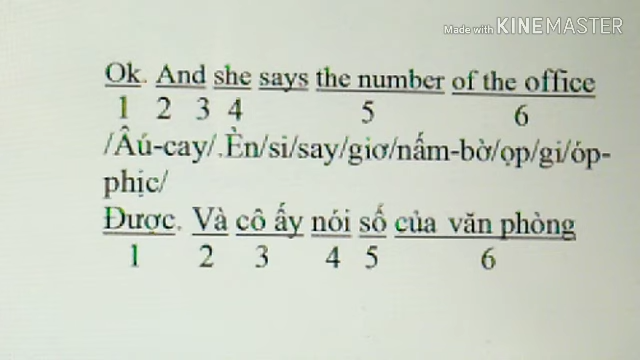 Made with KINEMASTER
Ok. And she says the number of the office
1 2 3 4 5 6
/Âú-cay/.Èn/si/say/giơ/nấm-bờ/ọp/gi/óp-
phịc/
Được. Và cô ấy nói số của văn phòng
1 2 3 4 5 6